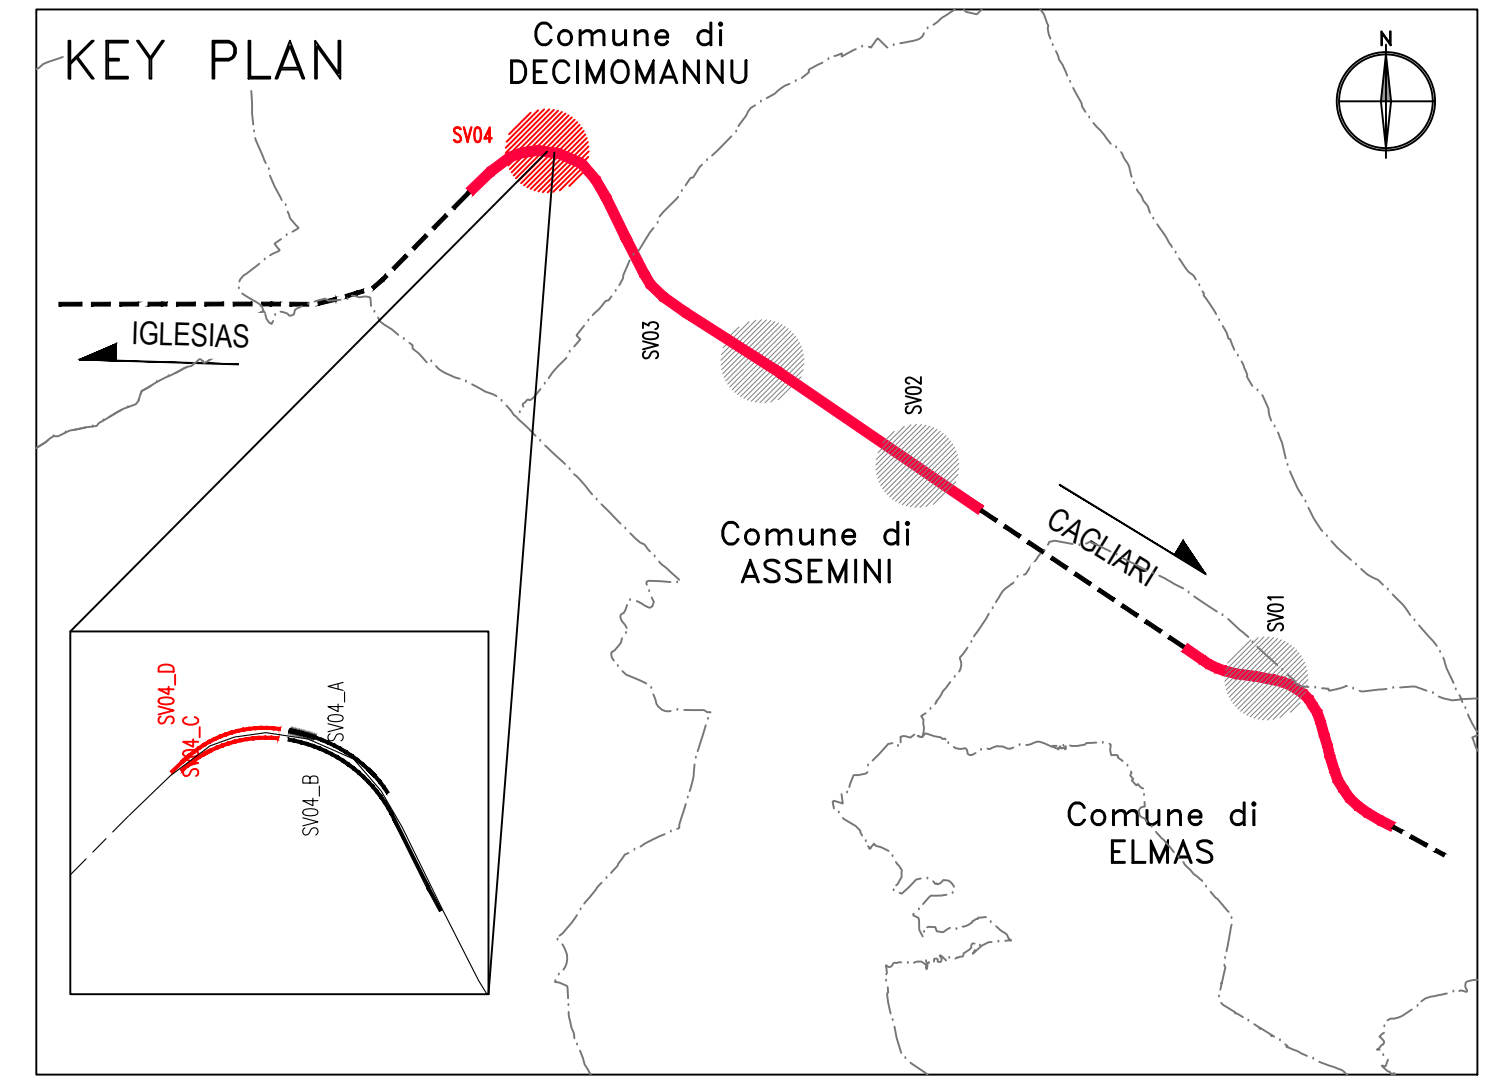 KEY PLAN
Comune di
DECIMOMANNU
N
SV04
IGLESIAS
SV03
SV02
CAGLIARI
Comune di
ASSEMINI
SV01
SV04_D
SV04_C
SV04_A
SV04_B
Comune di
ELMAS